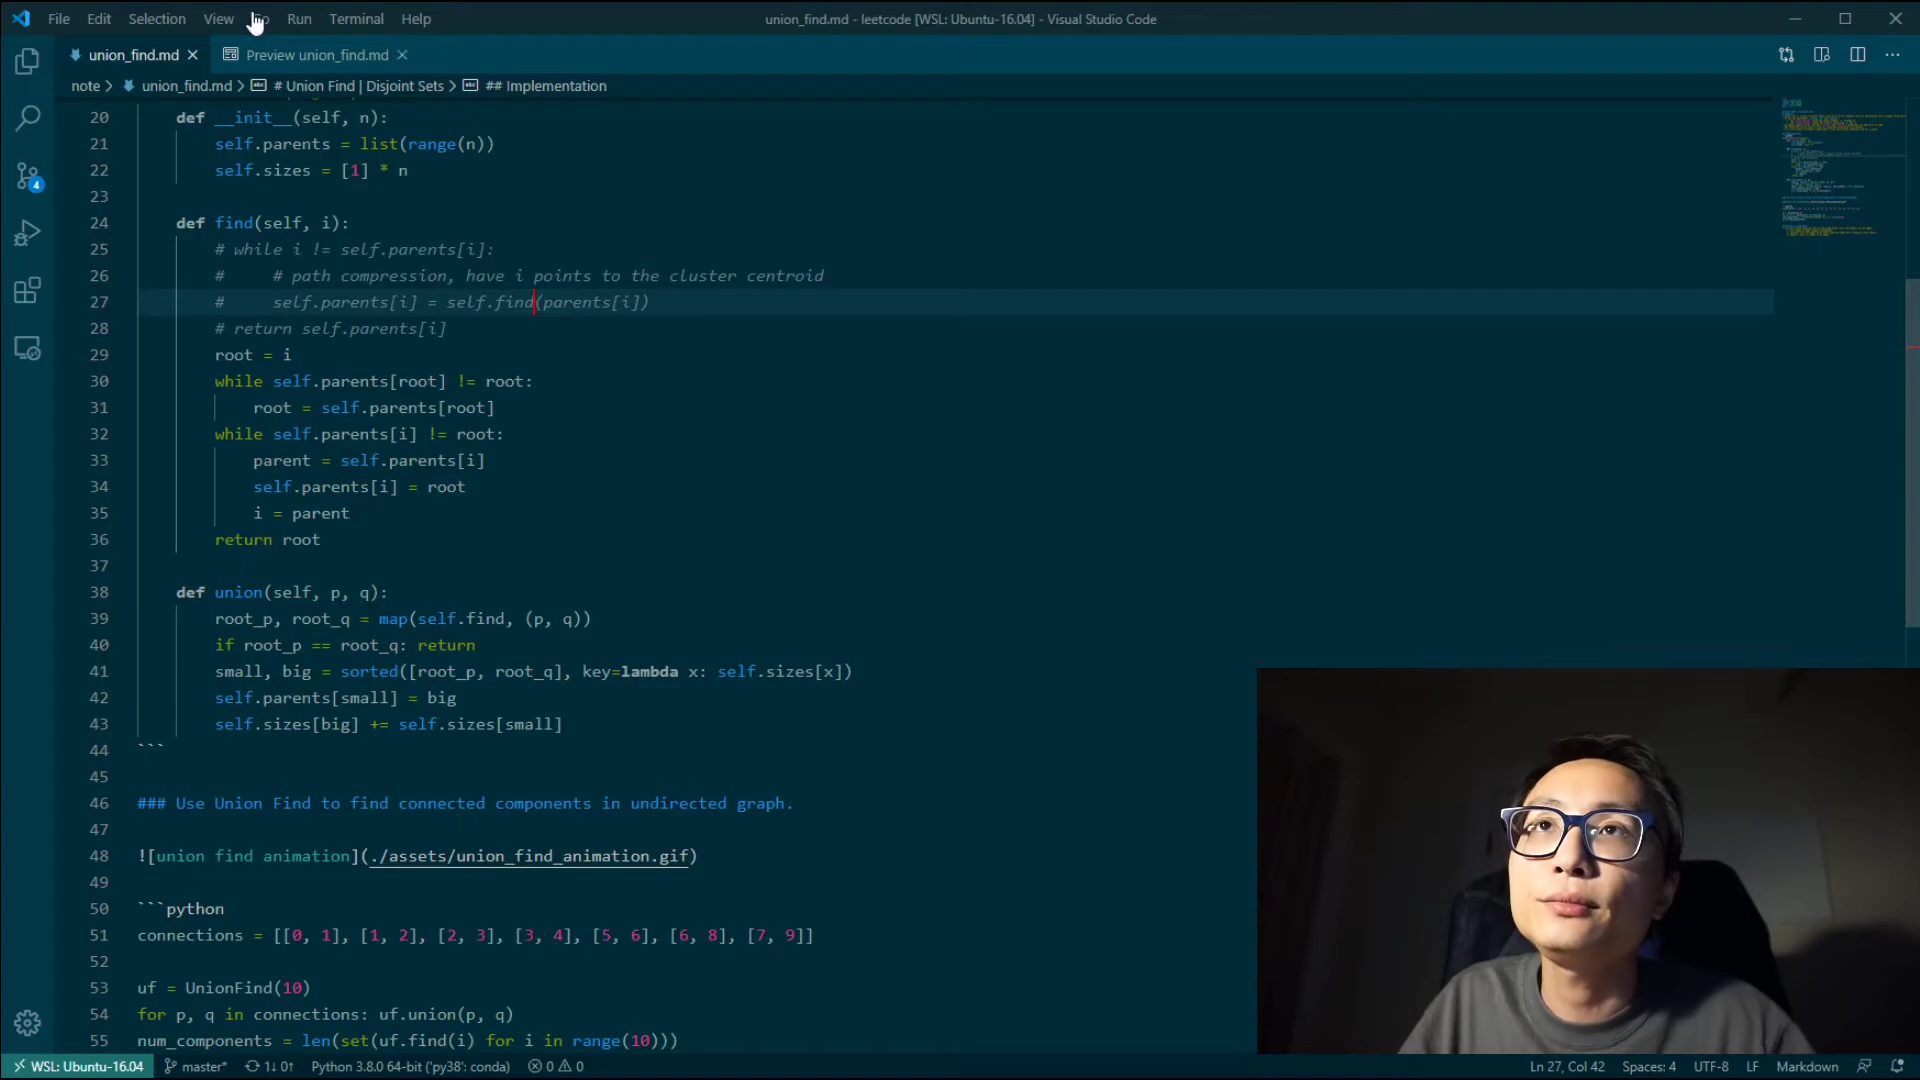 File Edit Selection View Go Run Terminal Help
union_find.md - leetcode [WSL: Ubuntu-16.04] - Visual Studio Code
union_find.md Preview union_find.md
note > union_find.md > # Union Find | Disjoint Sets > ## Implementation
20 def __init__(self, n):
21 self.parents = list(range(n))
22 self.sizes = [1] * n
23
24 def find(self, i):
25 # while i != self.parents[i]:
26 # # path compression, have i points to the cluster centroid
27 # self.parents[i] = self.find(parents[i])
28 # return self.parents[i]
29 root = i
30 while self.parents[root] != root:
31 root = self.parents[root]
32 while self.parents[i] != root:
33 parent = self.parents[i]
34 self.parents[i] = root
35 i = parent
36 return root
37
38 def union(self, p, q):
39 root_p, root_q = map(self.find, (p, q))
40 if root_p == root_q: return
41 small, big = sorted([root_p, root_q], key=lambda x: self.sizes[x])
42 self.parents[small] = big
43 self.sizes[big] += self.sizes[small]
44 ```
45
46 ### Use Union Find to find connected components in undirected graph.
47
48 ![union find animation](./assets/union_find_animation.gif)
49
50 ```python
51 connections = [[0, 1], [1, 2], [2, 3], [3, 4], [5, 6], [6, 8], [7, 9]]
52
53 uf = UnionFind(10)
54 for p, q in connections: uf.union(p, q)
55 num_components = len(set(uf.find(i) for i in range(10)))
4
WSL: Ubuntu-16.04 master* 1↓ 0↑ Python 3.8.0 64-bit ('py38': conda) 0 0 Ln 27, Col 42 Spaces: 4 UTF-8 LF Markdown